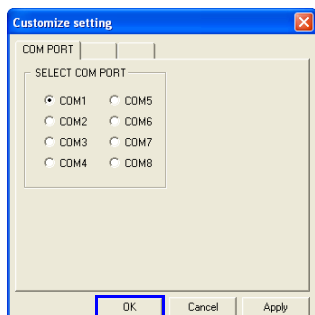 Customize setting
COM PORT
SELECT COM PORT
COM1 COM5
COM2 COM6
COM3 COM7
COM4 COM8
OK Cancel Apply